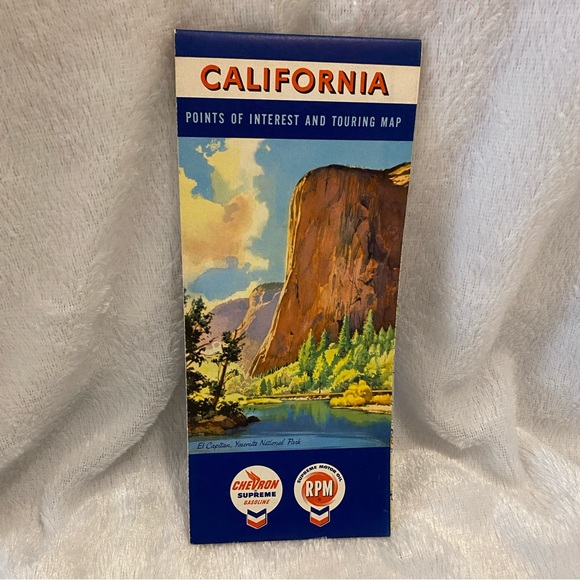 CALIFORNIA
POINTS OF INTEREST AND TOURING MAP
El Capitan, Yosemite National Park
CHEVRON
SUPREME
GASOLINE
SUPREME MOTOR OIL
RPM